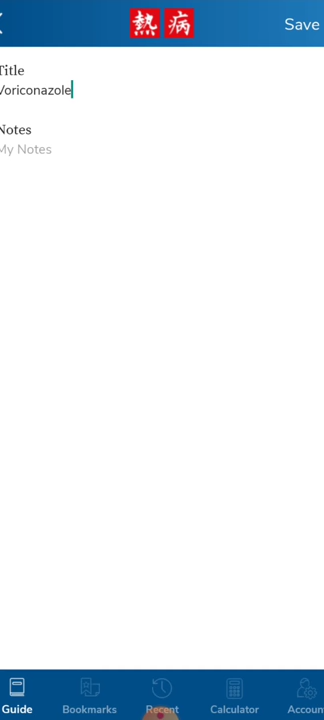 熱病
Save
Title
Voriconazole
Notes
My Notes
Guide
Bookmarks
Recent
Calculator
Accoun